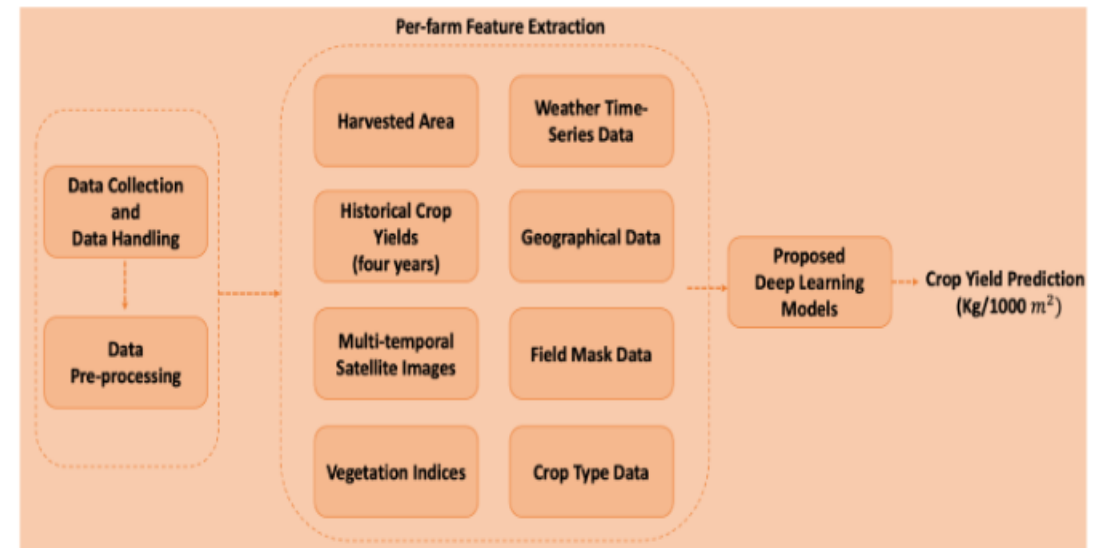 Per-farm Feature Extraction
Data Collection
and
Data Handling
Data
Pre-processing
Harvested Area
Weather Time-
Series Data
Historical Crop
Yields
(four years)
Geographical Data
Multi-temporal
Satellite Images
Field Mask Data
Vegetation Indices
Crop Type Data
Proposed
Deep Learning
Models
Crop Yield Prediction
(Kg/1000 m²)